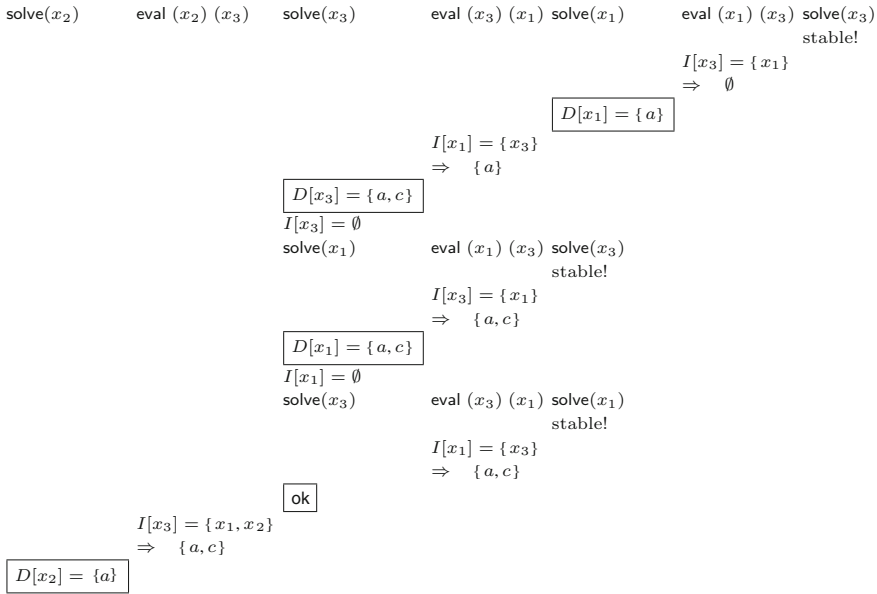 solve(x₂) eval (x₂) (x₃) solve(x₃) eval (x₃) (x₁) solve(x₁) eval (x₁) (x₃) solve(x₃)
stable!
I[x₃] = {x₁}
⇒ ∅
D[x₁] = {a}
I[x₁] = {x₃}
⇒ {a}
D[x₃] = {a, c}
I[x₃] = ∅
solve(x₁) eval (x₁) (x₃) solve(x₃)
stable!
I[x₃] = {x₁}
⇒ {a, c}
D[x₁] = {a, c}
I[x₁] = ∅
solve(x₃) eval (x₃) (x₁) solve(x₁)
stable!
I[x₁] = {x₃}
⇒ {a, c}
ok
I[x₃] = {x₁, x₂}
⇒ {a, c}
D[x₂] = {a}